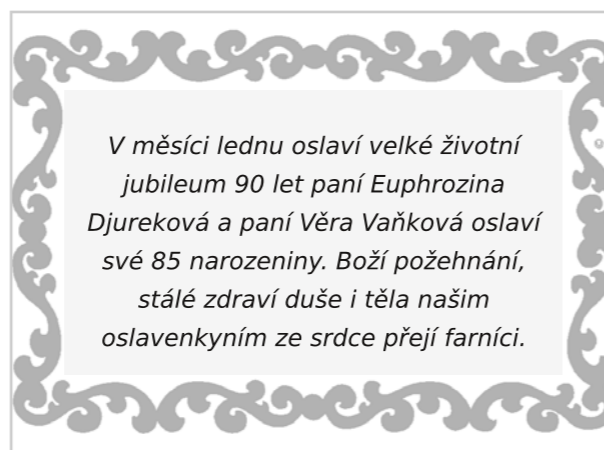 V měsíci lednu oslaví velké životní
jubileum 90 let paní Euphrozina
Djureková a paní Věra Vaňková oslaví
své 85 narozeniny. Boží požehnání,
stálé zdraví duše i těla našim
oslavenkyním ze srdce přejí farníci.